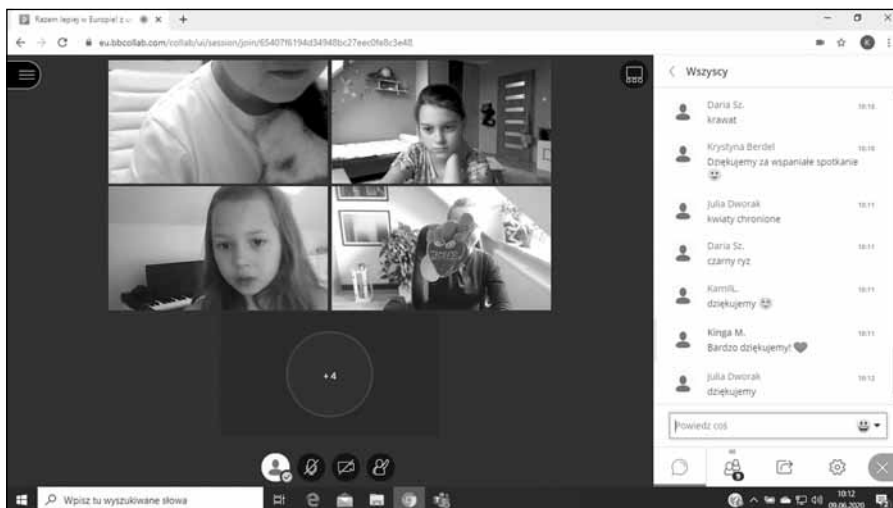 Razem lepiej w Europie! z u
eu.bbcollab.com/collab/ui/session/join/65407f6194d34948bc27eec0fe8c3e48
Wszyscy
Daria Sz. 10:10
krawat
Krystyna Berdel 10:10
Dziękujemy za wspaniałe spotkanie
Julia Dworak 10:11
kwiaty chronione
Daria Sz. 10:11
czarny ryż
KamilK. 10:11
dziękujemy
Kinga M. 10:11
Bardzo dziękujemy!
Julia Dworak 10:12
dziękujemy
+4
Powiedz coś
9
Wpisz tu wyszukiwane słowa
10:12
09.06.2020